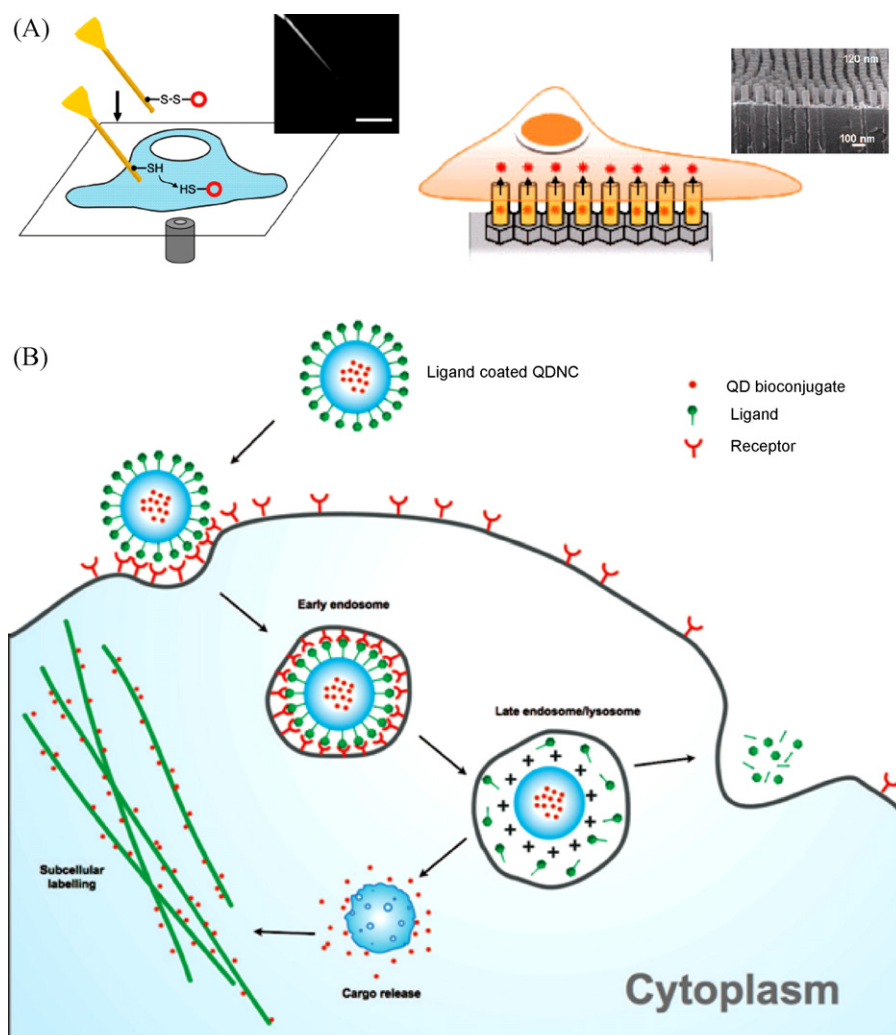 (A)
S-S
SH
HS
120 nm
100 nm
(B)
Ligand coated QDNC
QD bioconjugate
Ligand
Receptor
Early endosome
Late endosome/lysosome
+ + + + + + + + + + + +
Subcellular
labelling
Cargo release
Cytoplasm